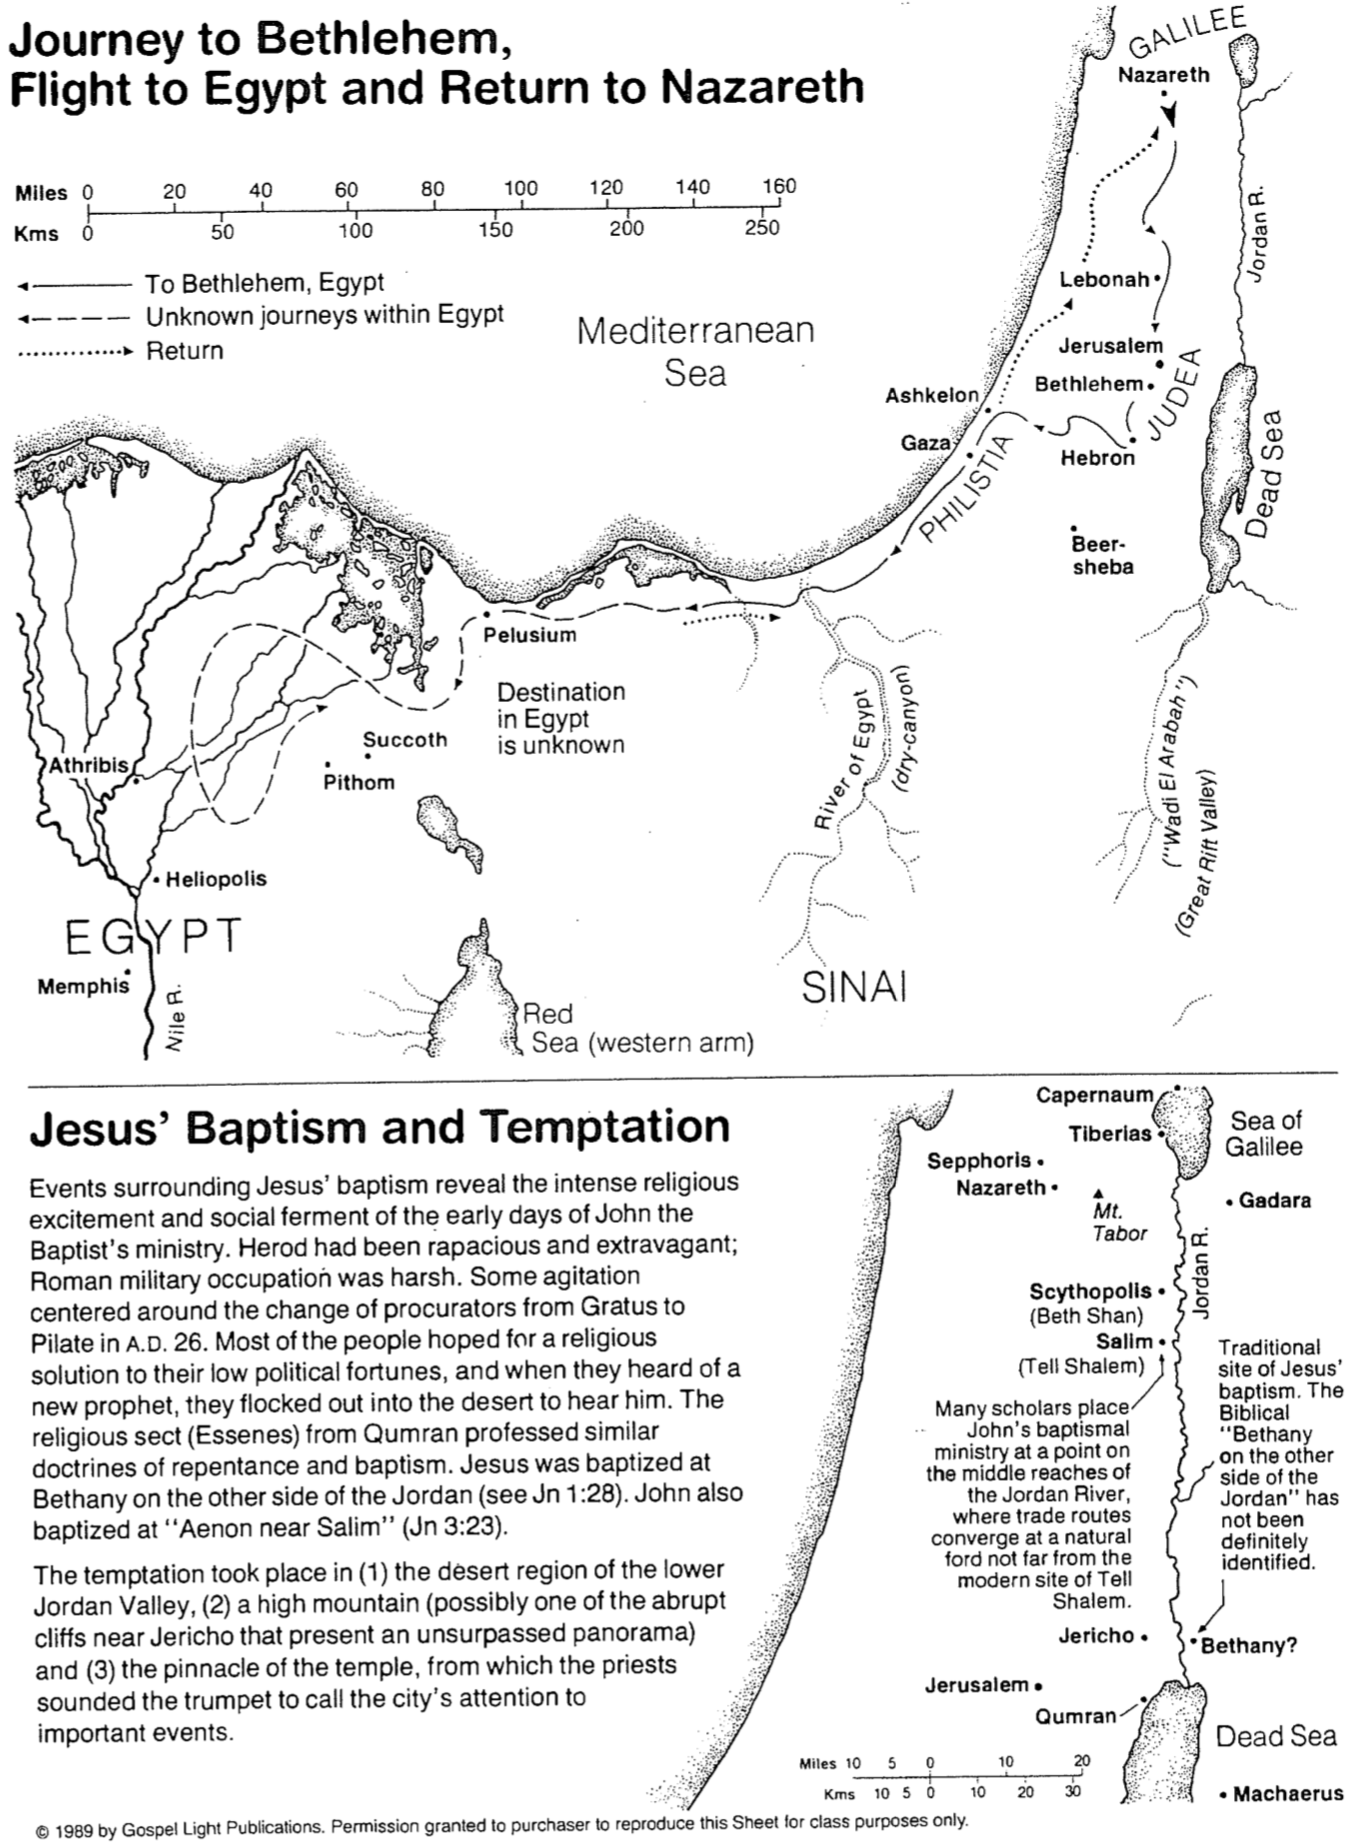 Journey to Bethlehem,
Flight to Egypt and Return to Nazareth
Miles 0 20 40 60 80 100 120 140 160
Kms 0 50 100 150 200 250
To Bethlehem, Egypt
Unknown journeys within Egypt
Return
Mediterranean
Sea
GALILEE
Nazareth
Jordan R.
Lebonah
Jerusalem
Bethlehem
JUDEA
Ashkelon
Gaza
PHILISTIA
Hebron
Dead Sea
Beer-
sheba
Pelusium
Destination
in Egypt
is unknown
Succoth
Pithom
Athribis
Heliopolis
EGYPT
Memphis
Nile R.
Red
Sea (western arm)
River of Egypt
(dry-canyon)
SINAI
("Wadi El Arabah")
(Great Rift Valley)
Jesus' Baptism and Temptation
Events surrounding Jesus' baptism reveal the intense religious
excitement and social ferment of the early days of John the
Baptist's ministry. Herod had been rapacious and extravagant;
Roman military occupation was harsh. Some agitation
centered around the change of procurators from Gratus to
Pilate in A.D. 26. Most of the people hoped for a religious
solution to their low political fortunes, and when they heard of a
new prophet, they flocked out into the desert to hear him. The
religious sect (Essenes) from Qumran professed similar
doctrines of repentance and baptism. Jesus was baptized at
Bethany on the other side of the Jordan (see Jn 1:28). John also
baptized at "Aenon near Salim" (Jn 3:23).
The temptation took place in (1) the desert region of the lower
Jordan Valley, (2) a high mountain (possibly one of the abrupt
cliffs near Jericho that present an unsurpassed panorama)
and (3) the pinnacle of the temple, from which the priests
sounded the trumpet to call the city's attention to
important events.
Capernaum
Tiberias
Sea of
Galilee
Sepphoris
Nazareth
Mt.
Tabor
Gadara
Jordan R.
Scythopolis
(Beth Shan)
Salim
(Tell Shalem)
Many scholars place
John's baptismal
ministry at a point on
the middle reaches of
the Jordan River,
where trade routes
converge at a natural
ford not far from the
modern site of Tell
Shalem.
Traditional
site of Jesus'
baptism. The
Biblical
"Bethany
on the other
side of the
Jordan" has
not been
definitely
identified.
Jericho
Bethany?
Jerusalem
Qumran
Dead Sea
Miles 10 5 0 10 20
Kms 10 5 0 10 20 30
Machaerus
© 1989 by Gospel Light Publications. Permission granted to purchaser to reproduce this Sheet for class purposes only.